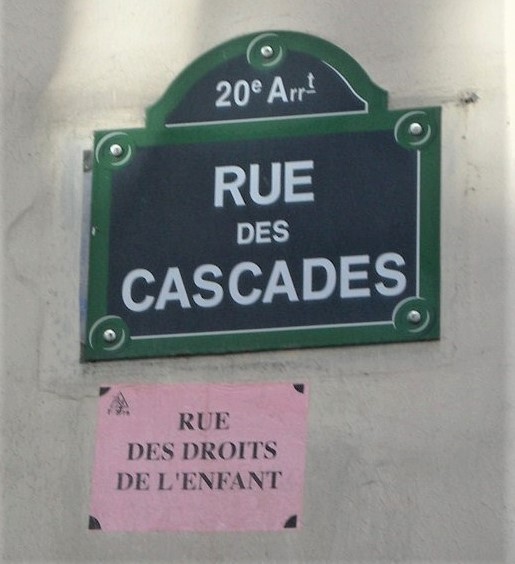 20e Arrt
RUE
DES
CASCADES
RUE
DES DROITS
DE L'ENFANT